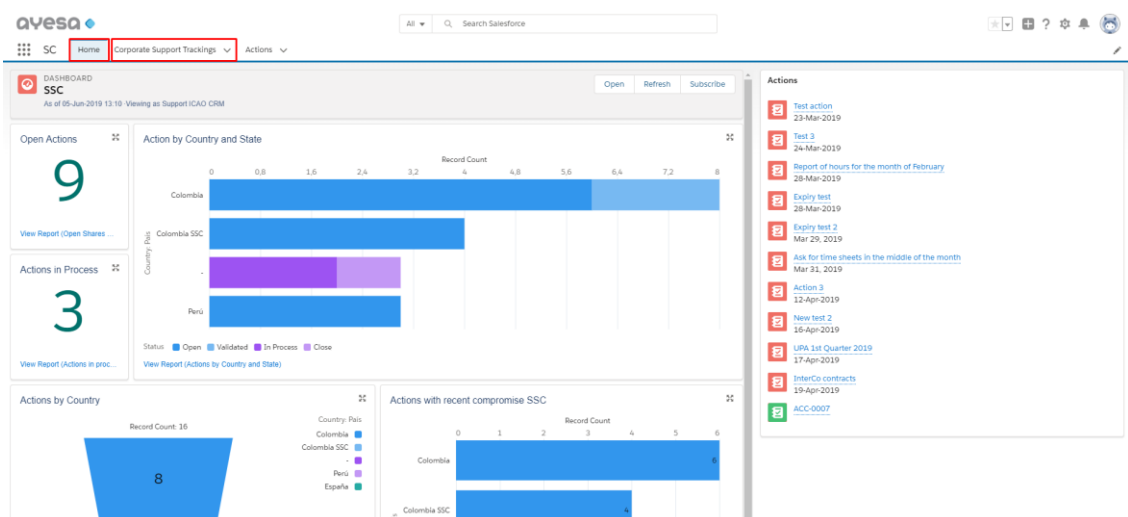 ayesa
All
Search Salesforce
SC
Home
Corporate Support Trackings
Actions
DASHBOARD
SSC
As of 05-Jun-2019 13:10 Viewing as Support ICAO CRM
Open
Refresh
Subscribe
Open Actions
9
View Report (Open Shares ...
Actions in Process
3
View Report (Actions in proc...
Action by Country and State
Record Count
0 0,8 1,6 2,4 3,2 4 4,8 5,6 6,4 7,2 8
Country: País
Colombia
Colombia SSC
-
Perú
Status Open Validated In Process Close
View Report (Actions by Country and State)
Actions by Country
Record Count: 16
8
Country: País
Colombia
Colombia SSC
-
Perú
España
Actions with recent compromise SSC
Record Count
0 1 2 3 4 5 6
Colombia
6
Colombia SSC
4
Actions
Test action
23-Mar-2019
Test 3
24-Mar-2019
Report of hours for the month of February
28-Mar-2019
Expiry test
28-Mar-2019
Expiry test 2
Mar 29, 2019
Ask for time sheets in the middle of the month
Mar 31, 2019
Action 3
12-Apr-2019
New test 2
16-Apr-2019
UPA 1st Quarter 2019
17-Apr-2019
InterCo contracts
19-Apr-2019
ACC-0007